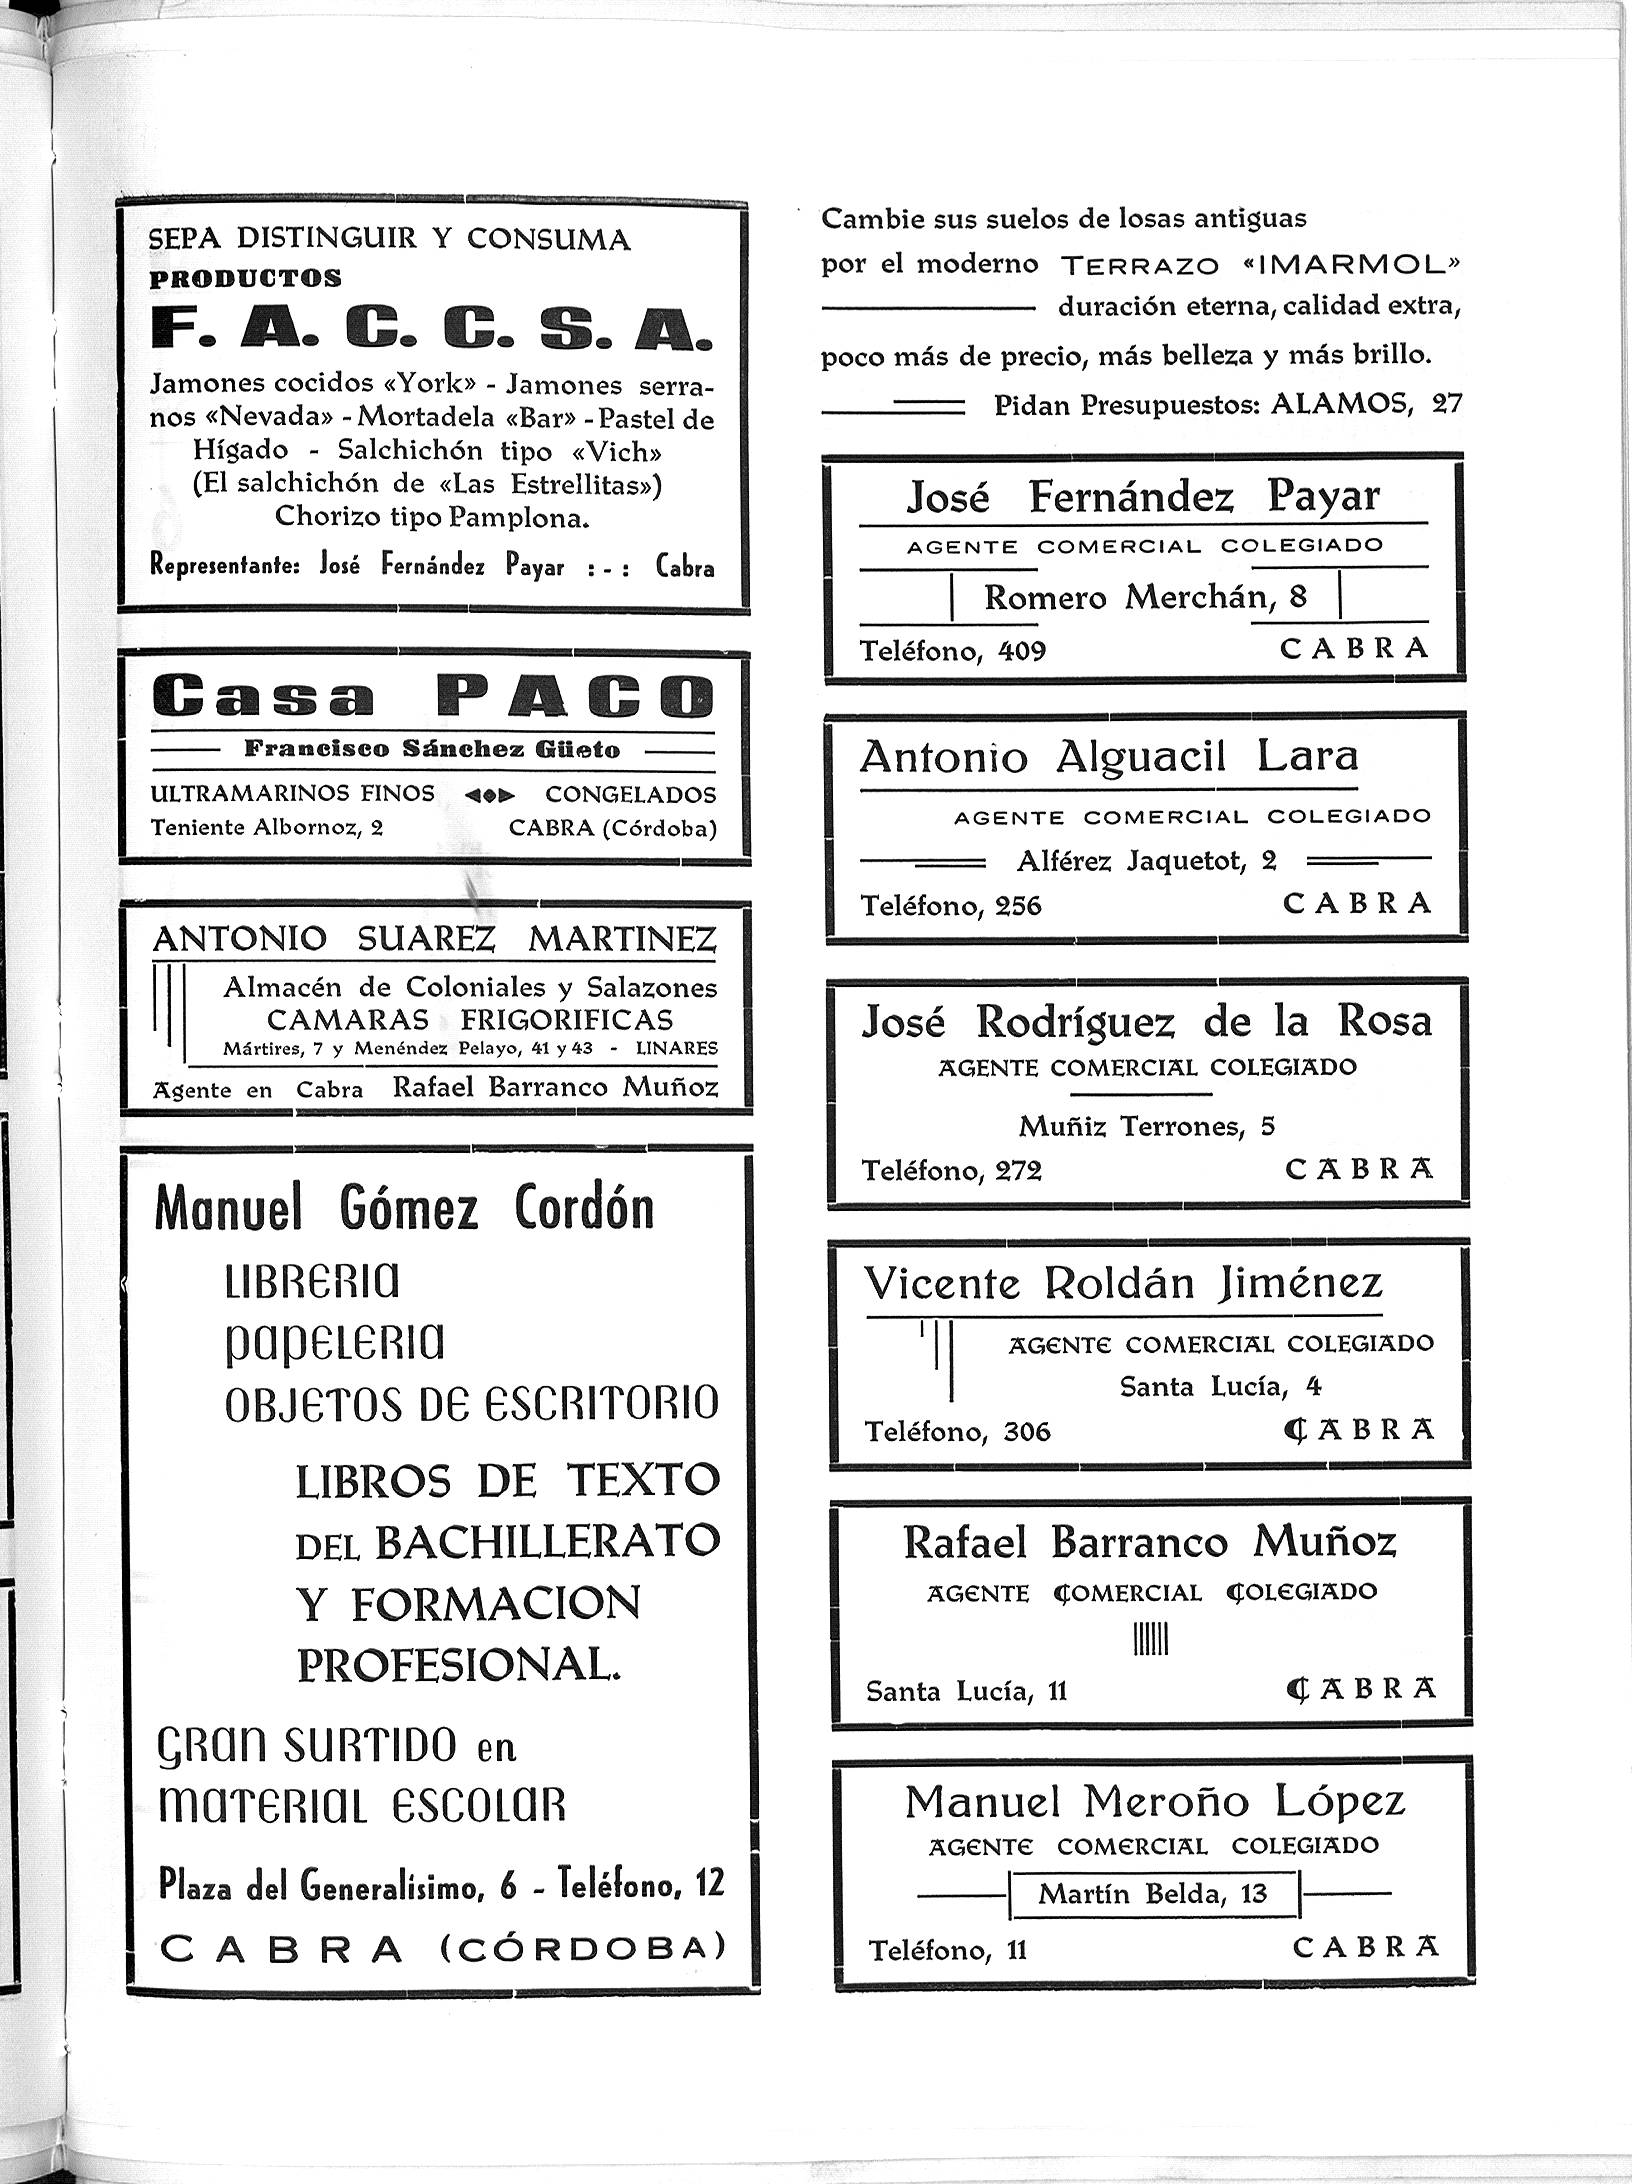 SEPA DISTINGUIR Y CONSUMA
PRODUCTOS
F. A. C. C. S. A.
Jamones cocidos «York» - Jamones serra-
nos «Nevada» - Mortadela «Bar» - Pastel de
Hígado - Salchichón tipo «Vich»
(El salchichón de «Las Estrellitas»)
Chorizo tipo Pamplona.
Representante: José Fernández Payar :-: Cabra
Casa PACO
Francisco Sánchez Güeto
ULTRAMARINOS FINOS CONGELADOS
Teniente Albornoz, 2 CABRA (Córdoba)
ANTONIO SUAREZ MARTINEZ
Almacén de Coloniales y Salazones
CAMARAS FRIGORIFICAS
Mártires, 7 y Menéndez Pelayo, 41 y 43 - LINARES
Agente en Cabra Rafael Barranco Muñoz
Manuel Gómez Cordón
LIBRERIA
PAPELERIA
OBJETOS DE ESCRITORIO
LIBROS DE TEXTO
DEL BACHILLERATO
Y FORMACION
PROFESIONAL.
GRAN SURTIDO en
MATERIAL ESCOLAR
Plaza del Generalísimo, 6 - Teléfono, 12
CABRA (CÓRDOBA)
Cambie sus suelos de losas antiguas
por el moderno TERRAZO «IMARMOL»
duración eterna, calidad extra,
poco más de precio, más belleza y más brillo.
Pidan Presupuestos: ALAMOS, 27
José Fernández Payar
AGENTE COMERCIAL COLEGIADO
Romero Merchán, 8
Teléfono, 409 CABRA
Antonio Alguacil Lara
AGENTE COMERCIAL COLEGIADO
Alférez Jaquetot, 2
Teléfono, 256 CABRA
José Rodríguez de la Rosa
AGENTE COMERCIAL COLEGIADO
Muñiz Terrones, 5
Teléfono, 272 CABRA
Vicente Roldán Jiménez
AGENTE COMERCIAL COLEGIADO
Santa Lucía, 4
Teléfono, 306 CABRA
Rafael Barranco Muñoz
AGENTE COMERCIAL COLEGIADO
Santa Lucía, 11 CABRA
Manuel Meroño López
AGENTE COMERCIAL COLEGIADO
Martín Belda, 13
Teléfono, 11 CABRA